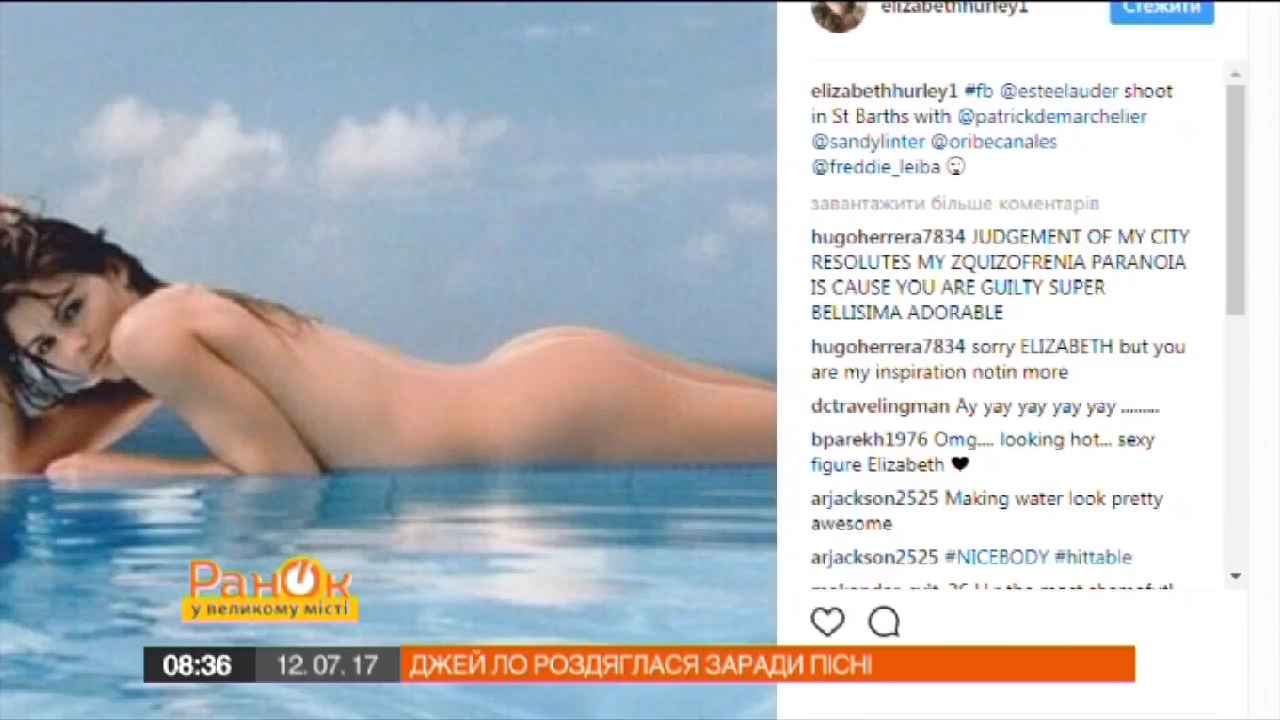 elizabethhurley1
Стежити
elizabethhurley1 #fb @esteelauder shoot
in St Barths with @patrickdemarchelier
@sandylinter @oribecanales
@freddie_leiba
завантажити більше коментарів
hugoherrera7834 JUDGEMENT OF MY CITY
RESOLUTES MY ZQUIZOFRENIA PARANOIA
IS CAUSE YOU ARE GUILTY SUPER
BELLISIMA ADORABLE
hugoherrera7834 sorry ELIZABETH but you
are my inspiration notin more
dctravelingman Ay yay yay yay yay .........
bparekh1976 Omg.... looking hot... sexy
figure Elizabeth 🖤
arjackson2525 Making water look pretty
awesome
arjackson2525 #NICEBODY #hittable
Ранок
у великому місті
08:36 12. 07. 17 ДЖЕЙ ЛО РОЗДЯГЛАСЯ ЗАРАДИ ПІСНІ